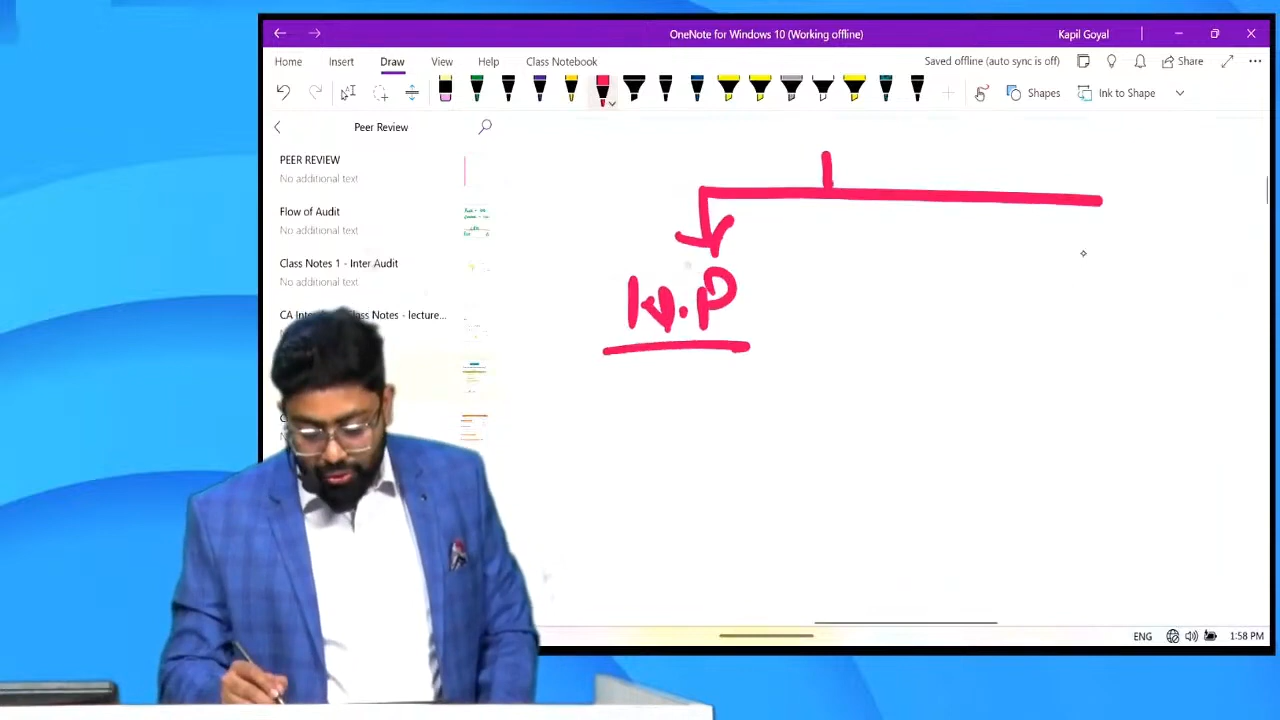 OneNote for Windows 10 (Working offline)
Kapil Goyal
Home Insert Draw View Help Class Notebook
Saved offline (auto sync is off)
Share
Shapes
Ink to Shape
Peer Review
PEER REVIEW
No additional text
Flow of Audit
No additional text
Class Notes 1 - Inter Audit
No additional text
CA Inte
lass Notes - lecture...
ENG
1:58 PM